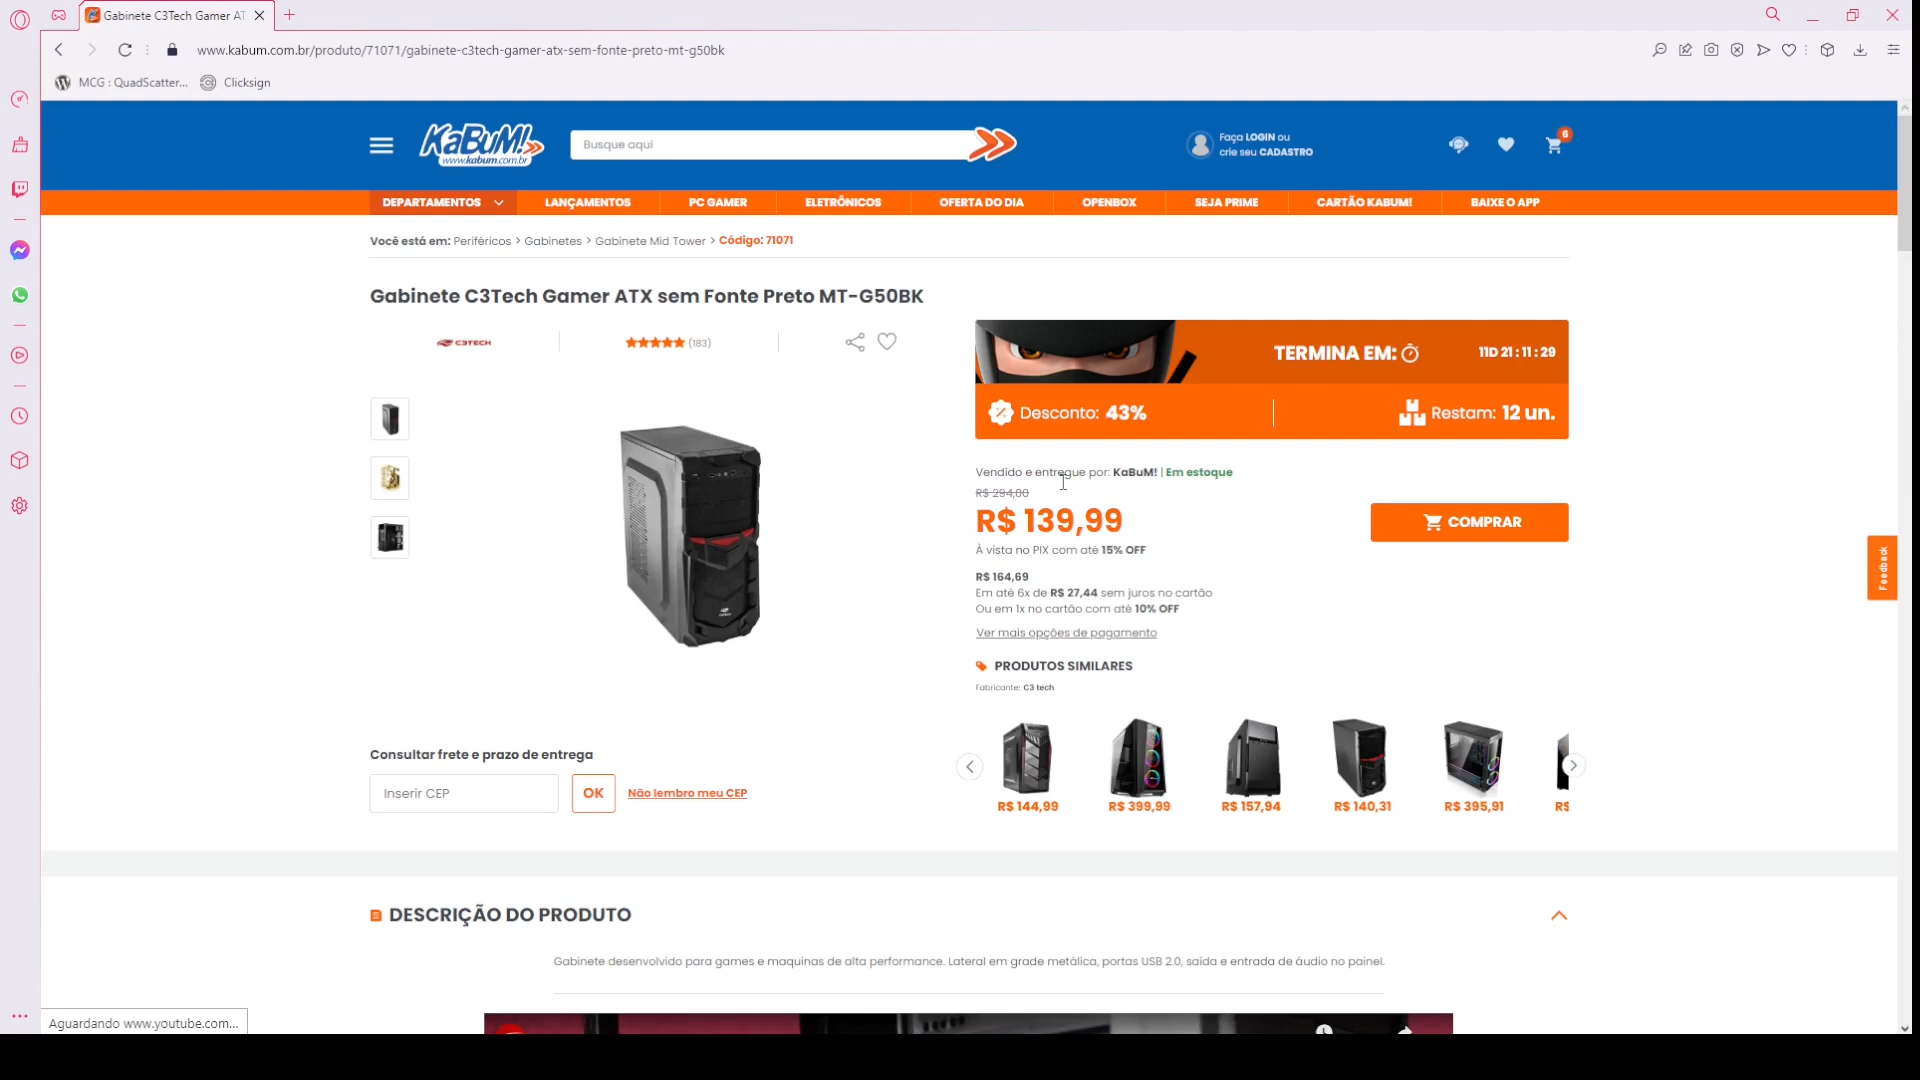 Gabinete C3Tech Gamer AT
www.kabum.com.br/produto/71071/gabinete-c3tech-gamer-atx-sem-fonte-preto-mt-g50bk
MCG : QuadScatter... Clicksign
KaBuM!
www.kabum.com.br
Busque aqui
Faça LOGIN ou
crie seu CADASTRO
6
DEPARTAMENTOS LANÇAMENTOS PC GAMER ELETRÔNICOS OFERTA DO DIA OPENBOX SEJA PRIME CARTÃO KABUM! BAIXE O APP
Você está em: Periféricos > Gabinetes > Gabinete Mid Tower > Código: 71071
Gabinete C3Tech Gamer ATX sem Fonte Preto MT-G50BK
C3TECH (183)
TERMINA EM: 11D 21 : 11 : 29
Desconto: 43% Restam: 12 un.
Vendido e entregue por: KaBuM! | Em estoque
R$ 294,00
R$ 139,99
COMPRAR
À vista no PIX com até 15% OFF
R$ 164,69
Em até 6x de R$ 27,44 sem juros no cartão
Ou em 1x no cartão com até 10% OFF
Ver mais opções de pagamento
PRODUTOS SIMILARES
Fabricante: C3 tech
R$ 144,99 R$ 399,99 R$ 157,94 R$ 140,31 R$ 395,91 R$
Feedback
Consultar frete e prazo de entrega
Inserir CEP OK Não lembro meu CEP
DESCRIÇÃO DO PRODUTO
Gabinete desenvolvido para games e maquinas de alta performance. Lateral em grade metálica, portas USB 2.0, saída e entrada de áudio no painel.
Aguardando www.youtube.com...